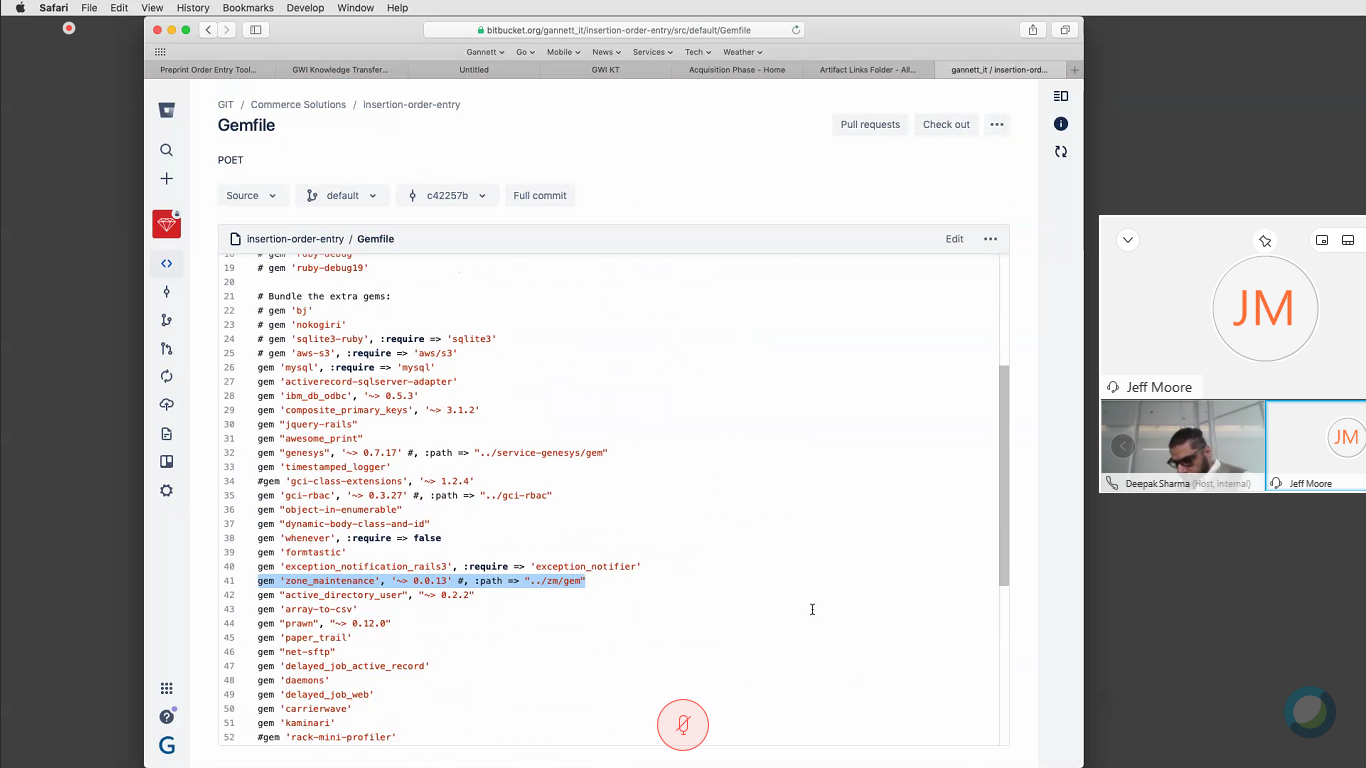 Safari File Edit View History Bookmarks Develop Window Help
bitbucket.org/gannett_it/insertion-order-entry/src/default/Gemfile
Gannett Go Mobile News Services Tech Weather
Preprint Order Entry Tool... GWI Knowledge Transfer... Untitled GWI KT Acquisition Phase - Home Artifact Links Folder - All... gannett_it / insertion-ord...
GIT / Commerce Solutions / insertion-order-entry
Gemfile
Pull requests Check out
POET
Source default c42257b Full commit
insertion-order-entry / Gemfile Edit
18 # gem 'ruby-debug'
19 # gem 'ruby-debug19'
20
21 # Bundle the extra gems:
22 # gem 'bj'
23 # gem 'nokogiri'
24 # gem 'sqlite3-ruby', :require => 'sqlite3'
25 # gem 'aws-s3', :require => 'aws/s3'
26 gem 'mysql', :require => 'mysql'
27 gem 'activerecord-sqlserver-adapter'
28 gem 'ibm_db_odbc', '~> 0.5.3'
29 gem 'composite_primary_keys', '~> 3.1.2'
30 gem "jquery-rails"
31 gem "awesome_print"
32 gem "genesys", '~> 0.7.17' #, :path => "../service-genesys/gem"
33 gem 'timestamped_logger'
34 #gem 'gci-class-extensions', '~> 1.2.4'
35 gem 'gci-rbac', '~> 0.3.27' #, :path => "../gci-rbac"
36 gem "object-in-enumerable"
37 gem "dynamic-body-class-and-id"
38 gem 'whenever', :require => false
39 gem 'formtastic'
40 gem 'exception_notification_rails3', :require => 'exception_notifier'
41 gem 'zone_maintenance', '~> 0.0.13' #, :path => "../zm/gem"
42 gem "active_directory_user", "~> 0.2.2"
43 gem 'array-to-csv'
44 gem "prawn", "~> 0.12.0"
45 gem 'paper_trail'
46 gem "net-sftp"
47 gem 'delayed_job_active_record'
48 gem 'daemons'
49 gem 'delayed_job_web'
50 gem 'carrierwave'
51 gem 'kaminari'
52 #gem 'rack-mini-profiler'
JM
Jeff Moore
JM
Deepak Sharma (Host, internal) Jeff Moore